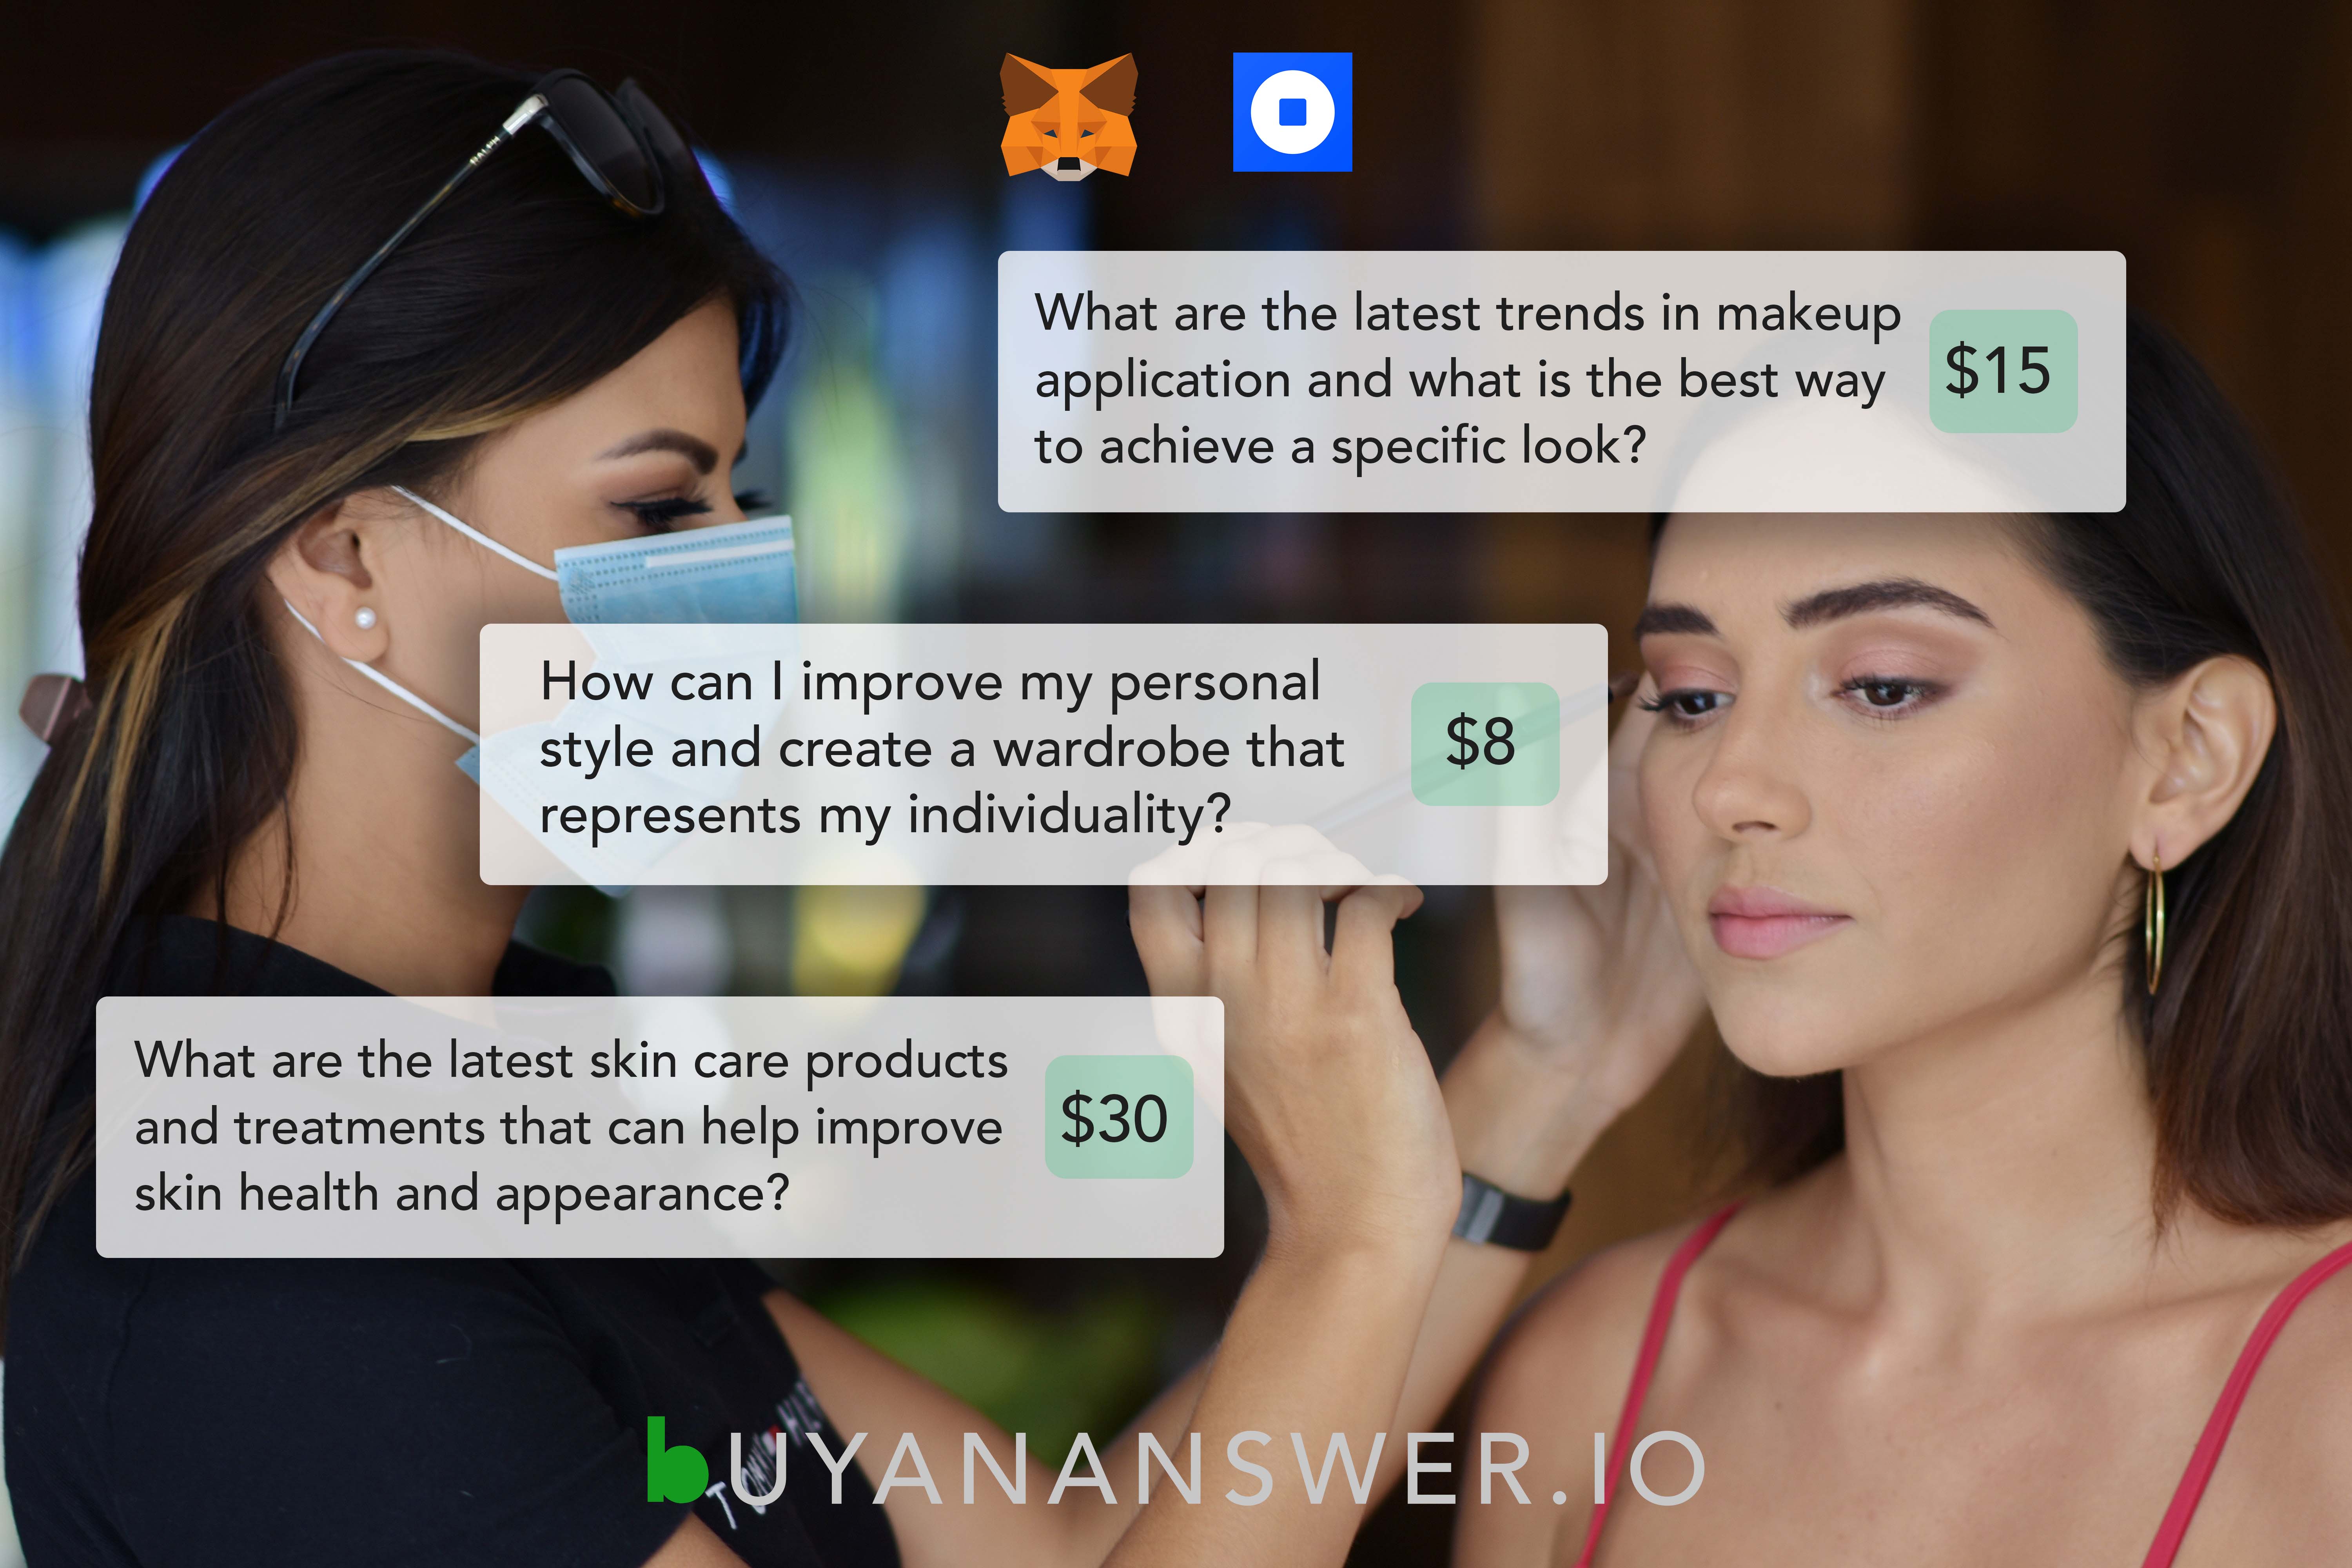 What are the latest trends in makeup
application and what is the best way
to achieve a specific look?
$15
How can I improve my personal
style and create a wardrobe that
represents my individuality?
$8
What are the latest skin care products
and treatments that can help improve
skin health and appearance?
$30
bUYANANSWER.IO